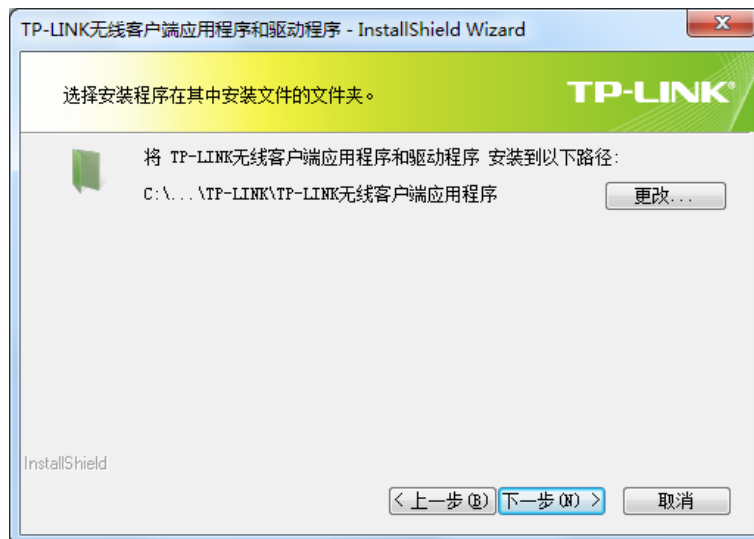 TP-LINK无线客户端应用程序和驱动程序 - InstallShield Wizard
选择安装程序在其中安装文件的文件夹。
TP-LINK®
将 TP-LINK无线客户端应用程序和驱动程序 安装到以下路径:
C:\...\TP-LINK\TP-LINK无线客户端应用程序
更改...
InstallShield
< 上一步(B) 下一步(N) > 取消